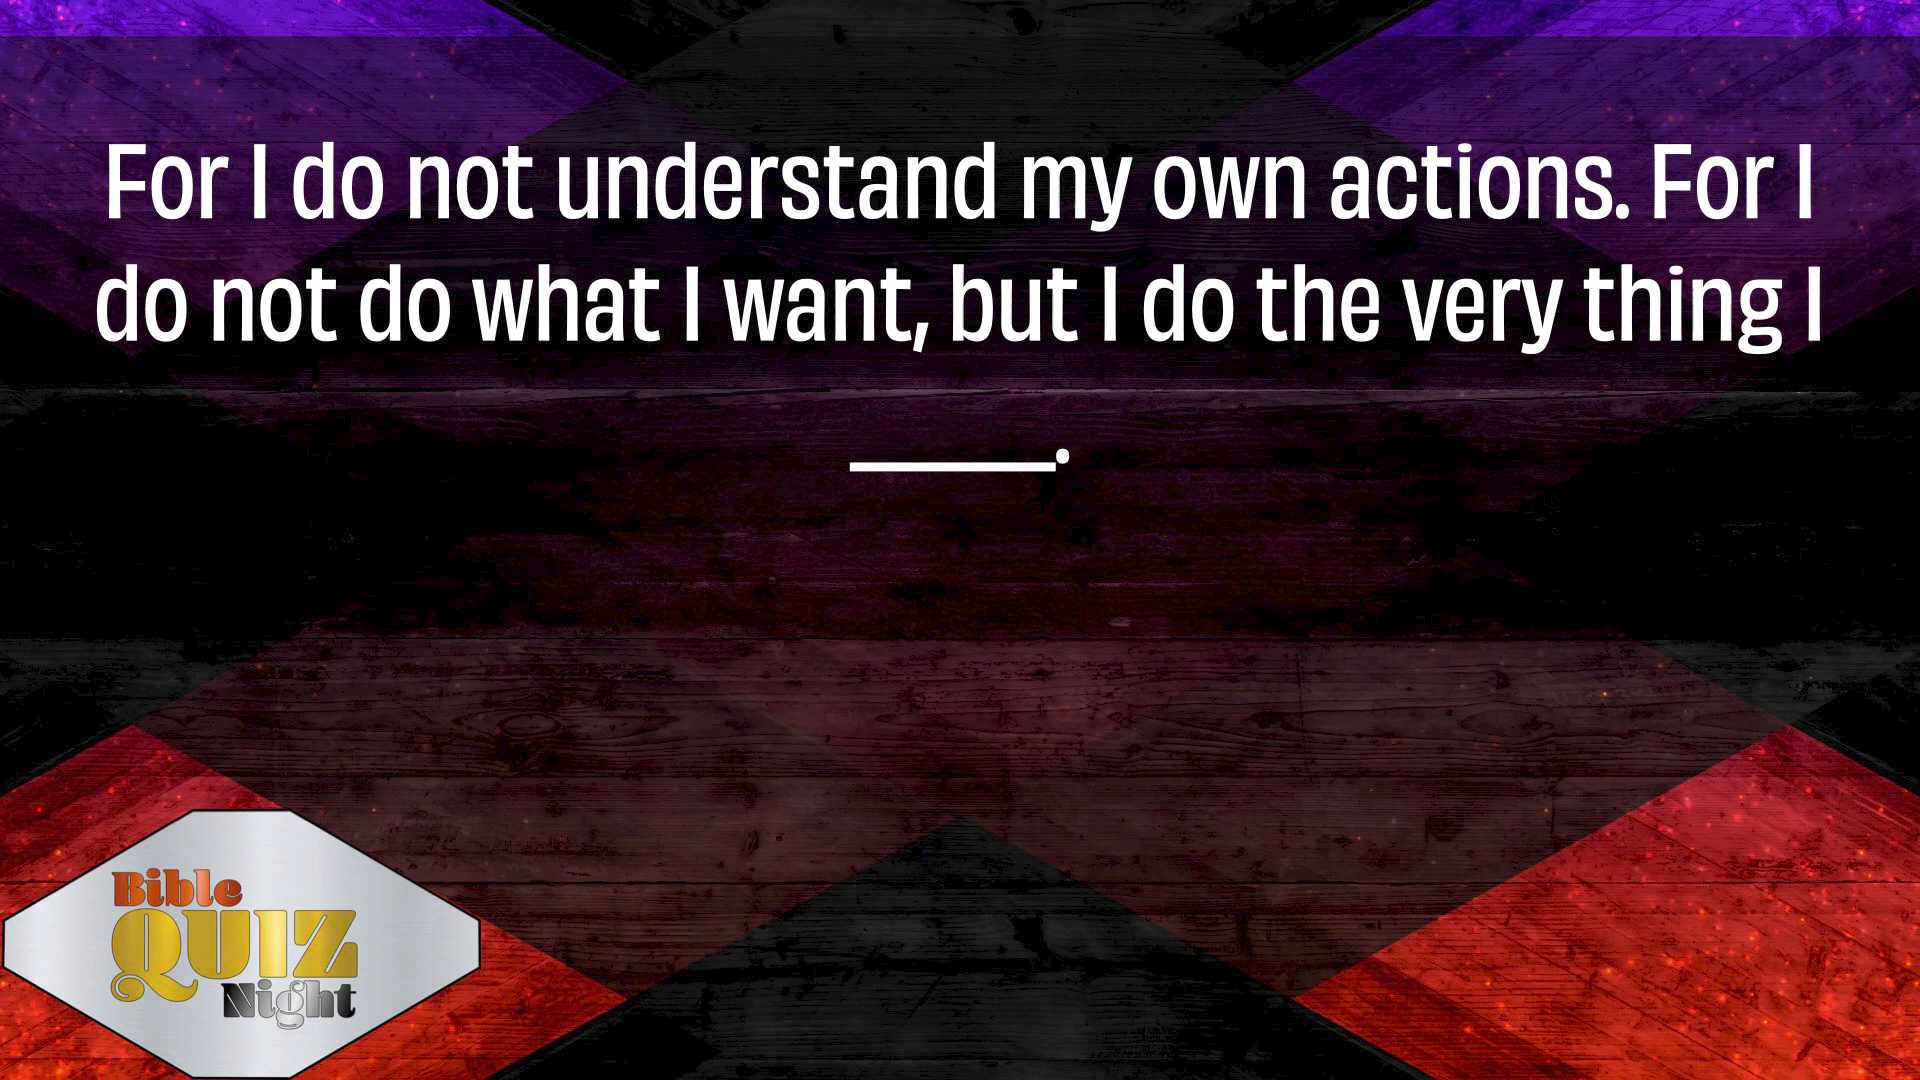 For I do not understand my own actions. For I
do not do what I want, but I do the very thing I
______.
Bible
QUIZ
Night